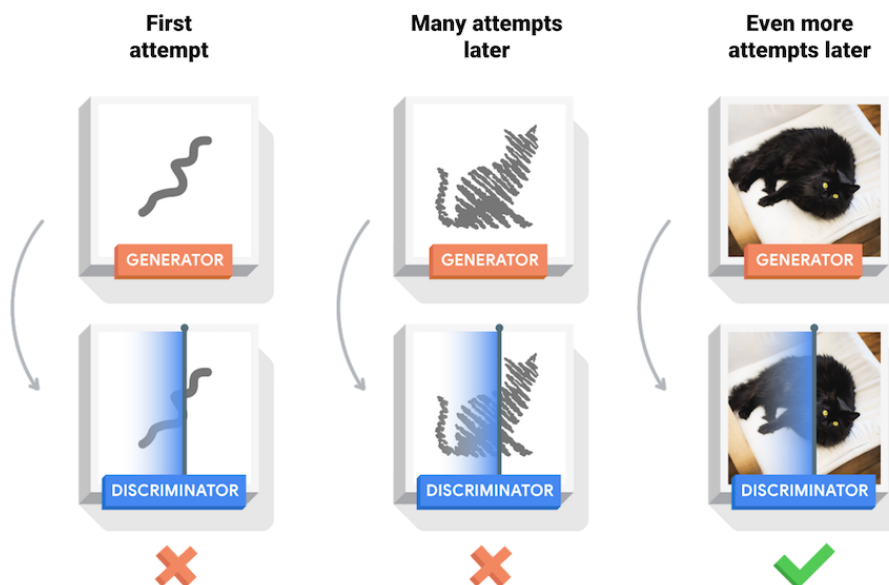 First
attempt
Many attempts
later
Even more
attempts later
GENERATOR
GENERATOR
GENERATOR
DISCRIMINATOR
DISCRIMINATOR
DISCRIMINATOR